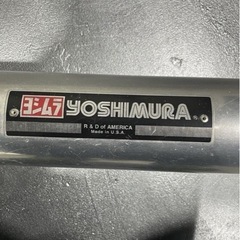 ヨシムラ YOSHIMURA®
R & D of AMERICA
Made in U.S.A.